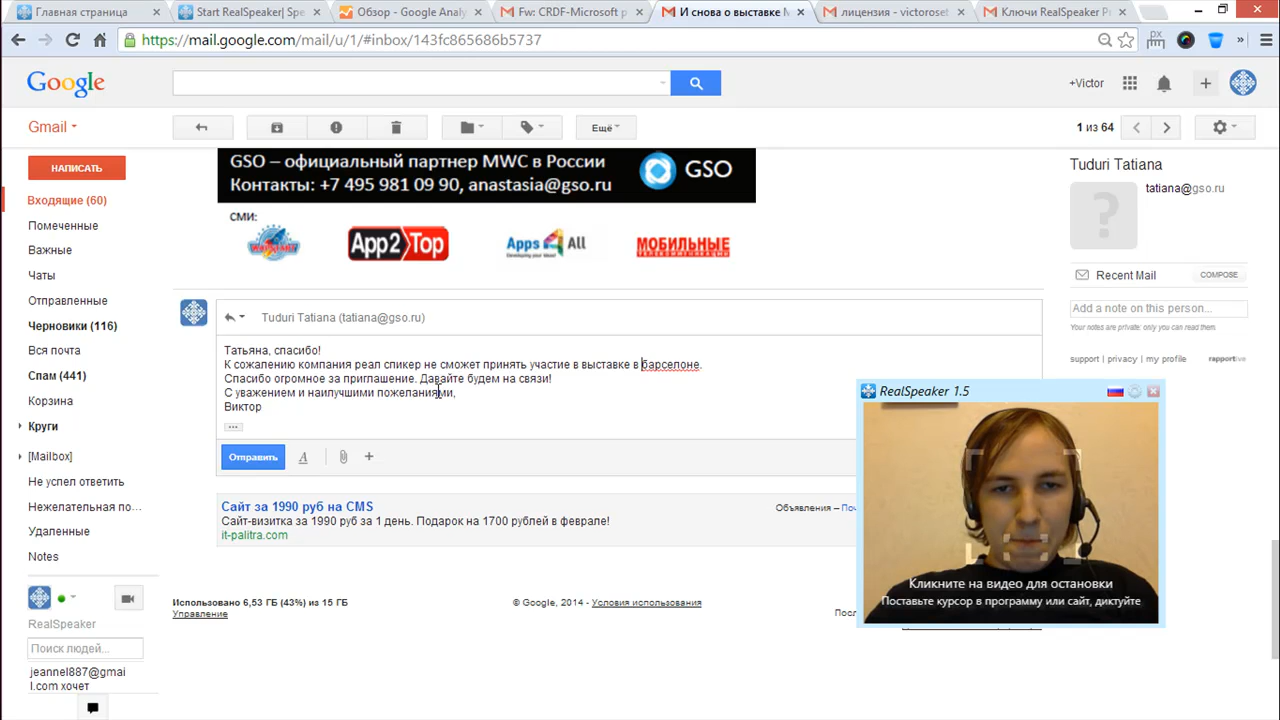 Главная страница
Start RealSpeaker| Spe
Обзор - Google Analy
Fw: CRDF-Microsoft p
И снова о выставке M
лицензия - victoroset
Ключи RealSpeaker Pr
https://mail.google.com/mail/u/1/#inbox/143fc865686b5737
Google
+Victor
Gmail
Ещё
1 из 64
НАПИСАТЬ
Входящие (60)
Помеченные
Важные
Чаты
Отправленные
Черновики (116)
Вся почта
Спам (441)
Корзина
Круги
[Mailbox]
Не успел ответить
Нежелательная по...
Удаленные
Notes
RealSpeaker
Поиск людей...
jeannel887@gmai
l.com хочет
GSO – официальный партнер MWC в России
Контакты: +7 495 981 09 90, anastasia@gso.ru
GSO
СМИ:
App2Top
Apps 4 All
Developing your ideas!
МОБИЛЬНЫЕ
ТЕЛЕКОММУНИКАЦИИ
Tuduri Tatiana (tatiana@gso.ru)
Татьяна, спасибо!
К сожалению компания реал спикер не сможет принять участие в выставке в барселоне.
Спасибо огромное за приглашение. Давайте будем на связи!
С уважением и наилучшими пожеланиями,
Виктор
Отправить
Сайт за 1990 руб на CMS
Объявления –
Сайт-визитка за 1990 руб за 1 день. Подарок на 1700 рублей в феврале!
it-palitra.com
Использовано 6,53 ГБ (43%) из 15 ГБ
Управление
© Google, 2014 - Условия использования
Tuduri Tatiana
tatiana@gso.ru
Recent Mail
COMPOSE
Add a note on this person...
Your notes are private: only you can read them.
support | privacy | my profile
rapportive
RealSpeaker 1.5
Кликните на видео для остановки
Поставьте курсор в программу или сайт, диктуйте